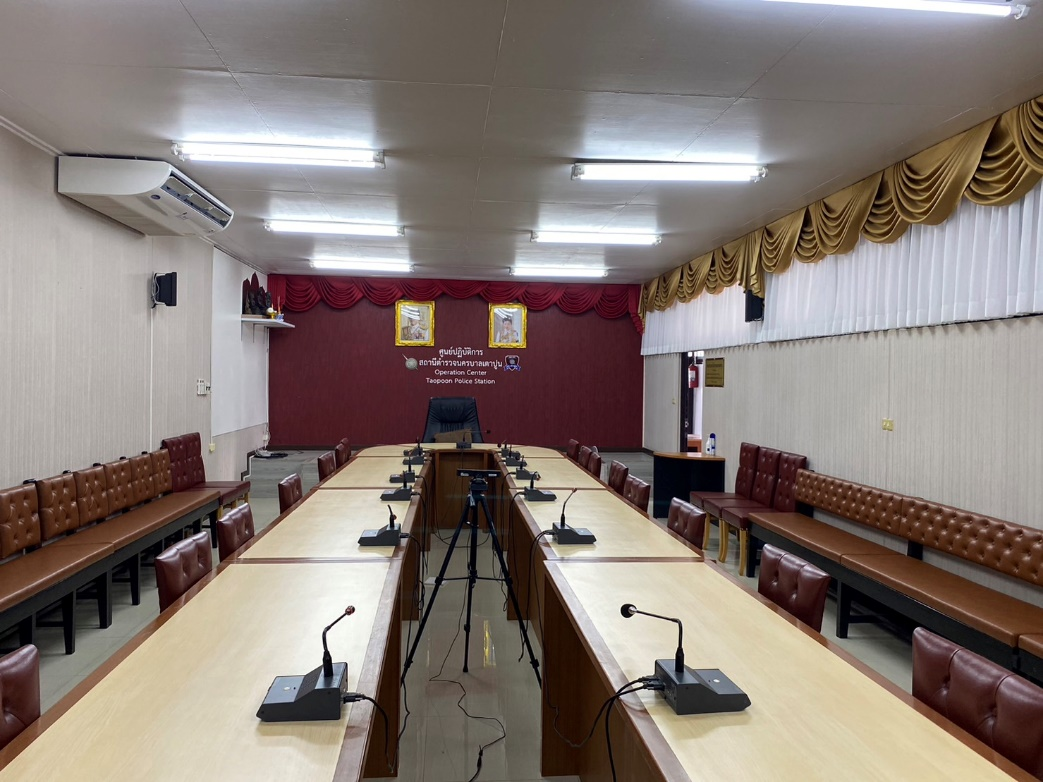 ศูนย์ปฏิบัติการ
สถานีตำรวจนครบาลเตาปูน
Operation Center
Taopoon Police Station